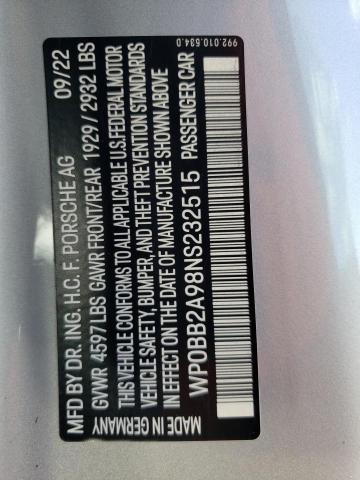 MFD BY DR. ING. H.C. F. PORSCHE AG 09/22
GVWR 4597 LBS GAWR FRONT/REAR 1929 / 2932 LBS
THIS VEHICLE CONFORMS TO ALL APPLICABLE U.S. FEDERAL MOTOR
VEHICLE SAFETY, BUMPER, AND THEFT PREVENTION STANDARDS
IN EFFECT ON THE DATE OF MANUFACTURE SHOWN ABOVE
WP0BB2A98NS232515 PASSENGER CAR
MADE IN GERMANY
992.010.534.D